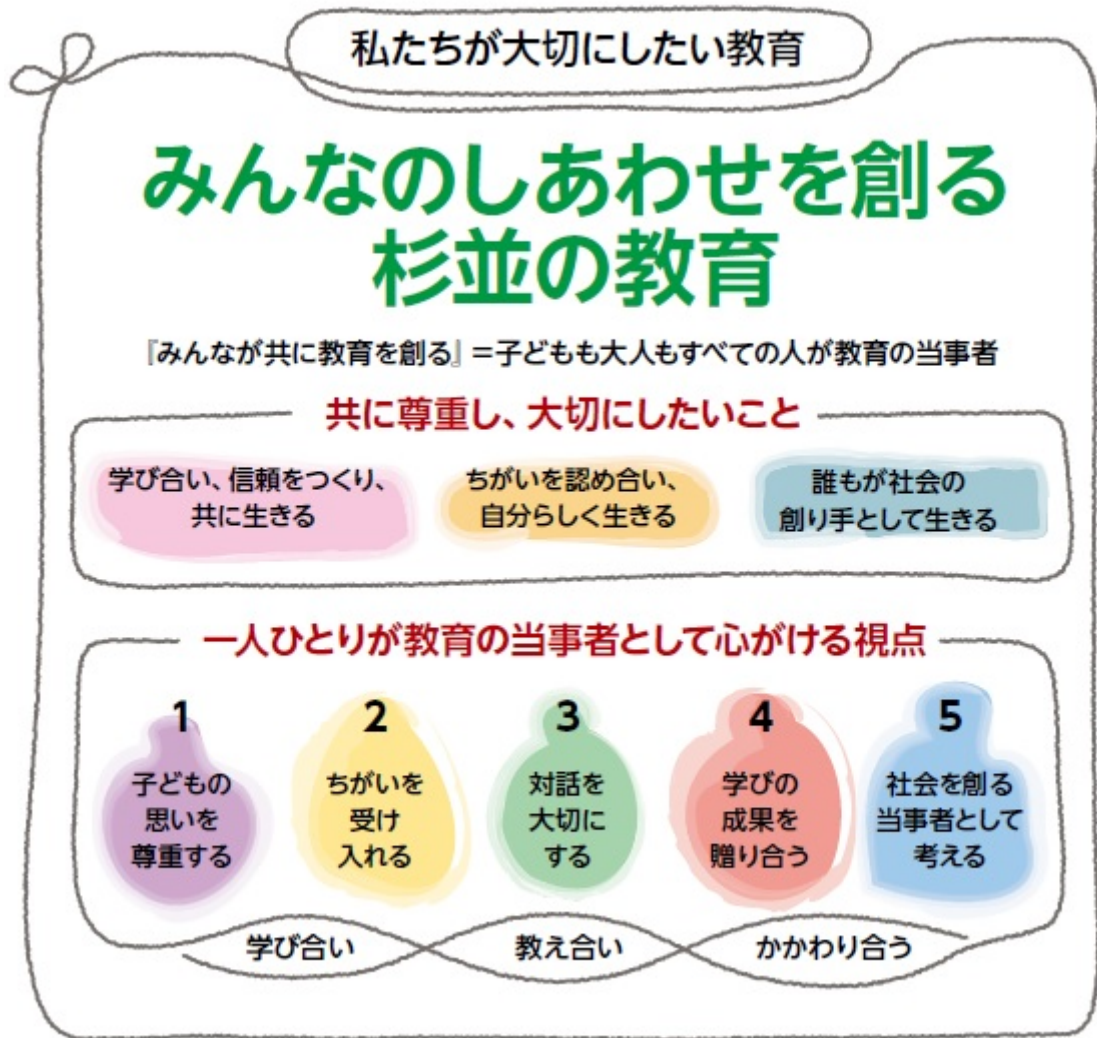 私たちが大切にしたい教育
みんなのしあわせを創る
杉並の教育
『みんなが共に教育を創る』＝子どもも大人もすべての人が教育の当事者
共に尊重し、大切にしたいこと
学び合い、信頼をつくり、
共に生きる
ちがいを認め合い、
自分らしく生きる
誰もが社会の
創り手として生きる
一人ひとりが教育の当事者として心がける視点
1
子どもの
思いを
尊重する
2
ちがいを
受け
入れる
3
対話を
大切に
する
4
学びの
成果を
贈り合う
5
社会を創る
当事者として
考える
学び合い
教え合い
かかわり合う